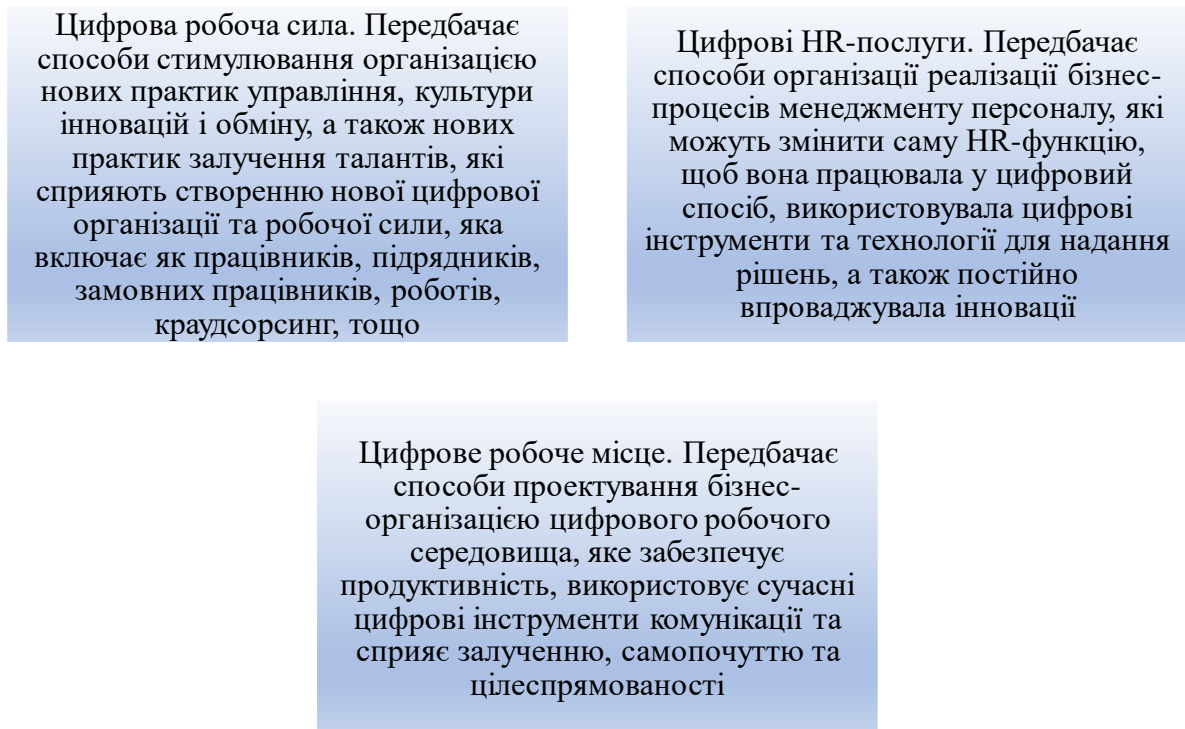 Цифрова робоча сила. Передбачає
способи стимулювання організацією
нових практик управління, культури
інновацій і обміну, а також нових
практик залучення талантів, які
сприяють створенню нової цифрової
організації та робочої сили, яка
включає як працівників, підрядників,
замовних працівників, роботів,
краудсорсинг, тощо
Цифрові HR-послуги. Передбачає
способи організації реалізації бізнес-
процесів менеджменту персоналу, які
можуть змінити саму HR-функцію,
щоб вона працювала у цифровий
спосіб, використовувала цифрові
інструменти та технології для надання
рішень, а також постійно
впроваджувала інновації
Цифрове робоче місце. Передбачає
способи проектування бізнес-
організацією цифрового робочого
середовища, яке забезпечує
продуктивність, використовує сучасні
цифрові інструменти комунікації та
сприяє залученню, самопочуттю та
цілеспрямованості